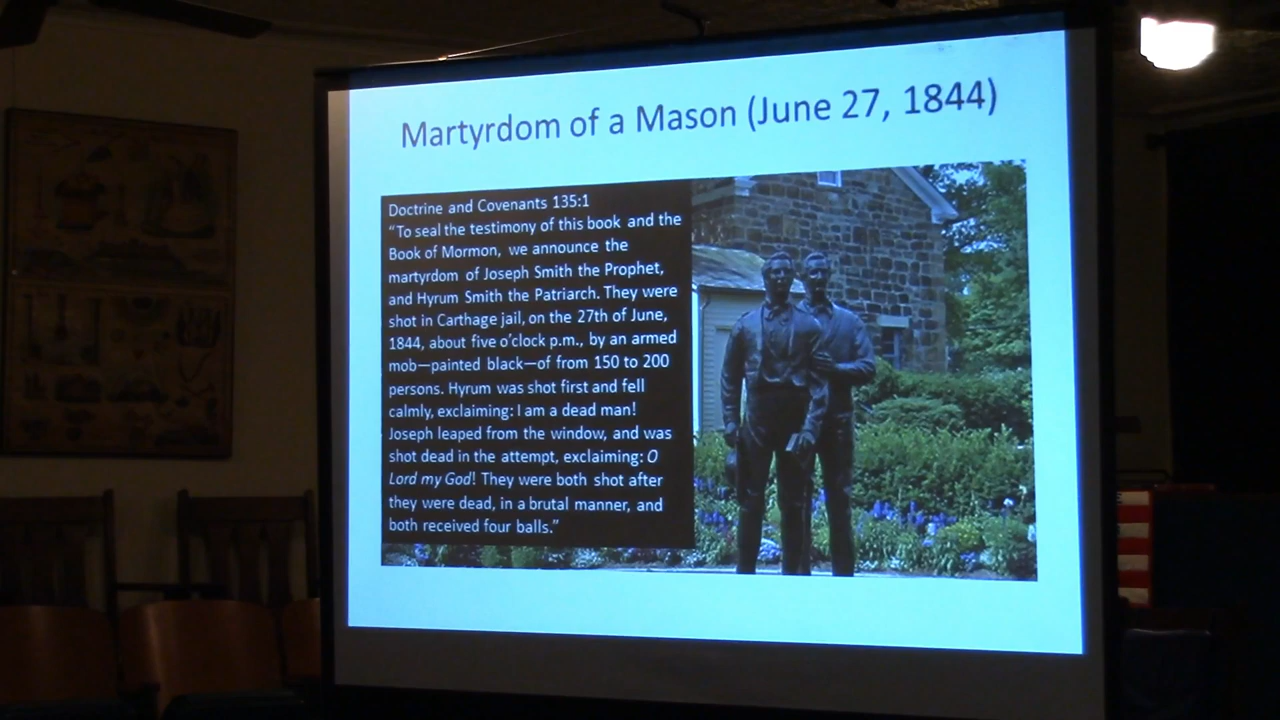 Martyrdom of a Mason (June 27, 1844)
Doctrine and Covenants 135:1
“To seal the testimony of this book and the
Book of Mormon, we announce the
martyrdom of Joseph Smith the Prophet,
and Hyrum Smith the Patriarch. They were
shot in Carthage jail, on the 27th of June,
1844, about five o’clock p.m., by an armed
mob—painted black—of from 150 to 200
persons. Hyrum was shot first and fell
calmly, exclaiming: I am a dead man!
Joseph leaped from the window, and was
shot dead in the attempt, exclaiming: O
Lord my God! They were both shot after
they were dead, in a brutal manner, and
both received four balls.”